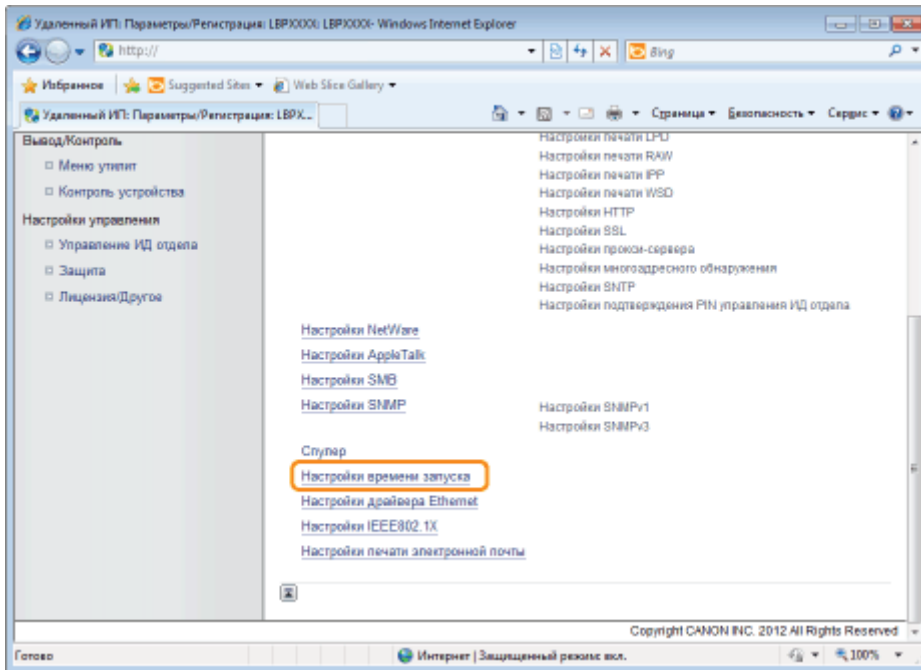 Удаленный ИП: Параметры/Регистрация: LBPXXXX: LBPXXXX- Windows Internet Explorer
http://
Bing
Избранное Suggested Sites Web Slice Gallery
Удаленный ИП: Параметры/Регистрация: LBPX... Страница Безопасность Сервис
Вывод/Контроль
Меню утилит
Контроль устройства
Настройки управления
Управление ИД отдела
Защита
Лицензия/Другое
Настройки печати LPD
Настройки печати RAW
Настройки печати IPP
Настройки печати WSD
Настройки HTTP
Настройки SSL
Настройки прокси-сервера
Настройки многоадресного обнаружения
Настройки SNTP
Настройки подтверждения PIN управления ИД отдела
Настройки NetWare
Настройки AppleTalk
Настройки SMB
Настройки SNMP
Настройки SNMPv1
Настройки SNMPv3
Спулер
Настройки времени запуска
Настройки драйвера Ethernet
Настройки IEEE802.1X
Настройки печати электронной почты
Copyright CANON INC. 2012 All Rights Reserved
Готово Интернет | Защищенный режим: вкл. 100%